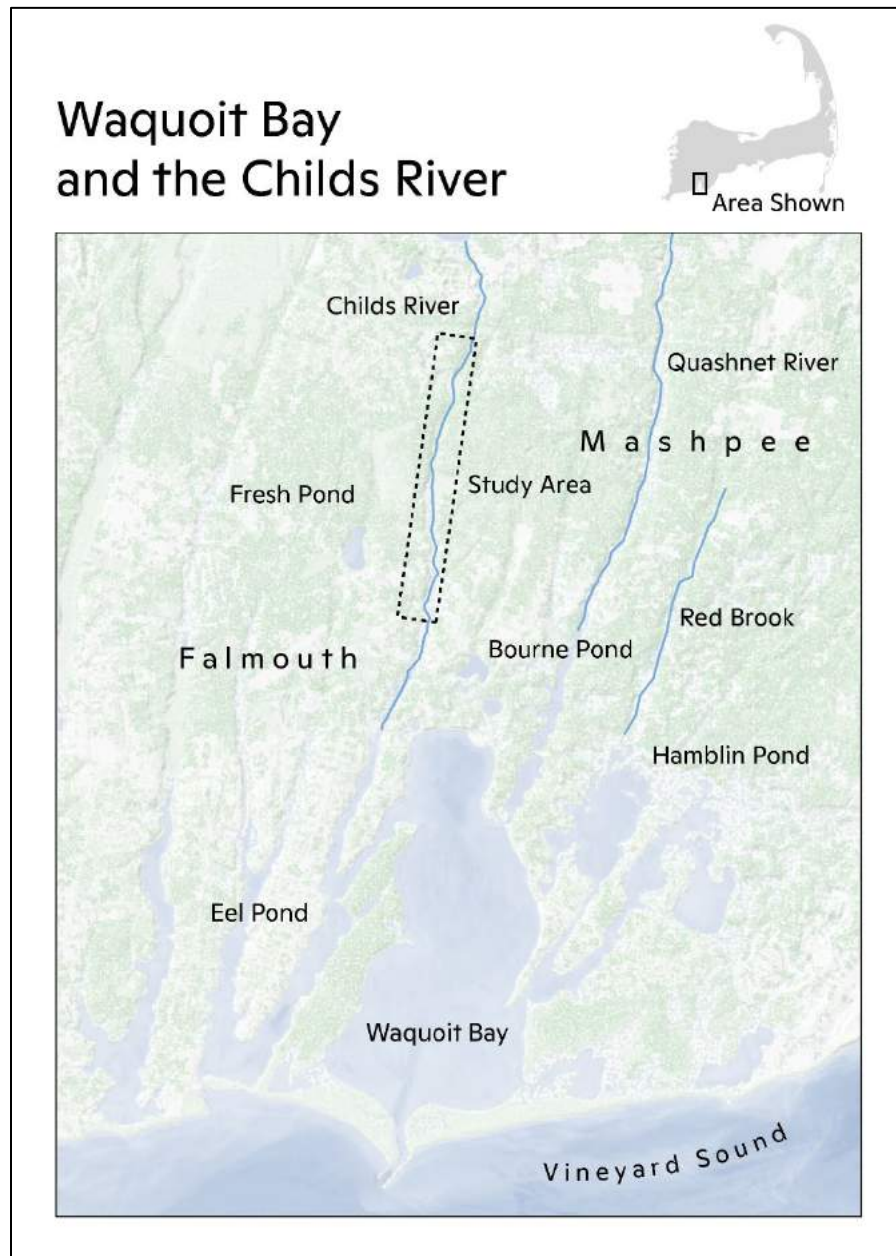 Waquoit Bay
and the Childs River
Area Shown
Childs River
Quashnet River
Mashpee
Fresh Pond
Study Area
Red Brook
Falmouth
Bourne Pond
Hamblin Pond
Eel Pond
Waquoit Bay
Vineyard Sound